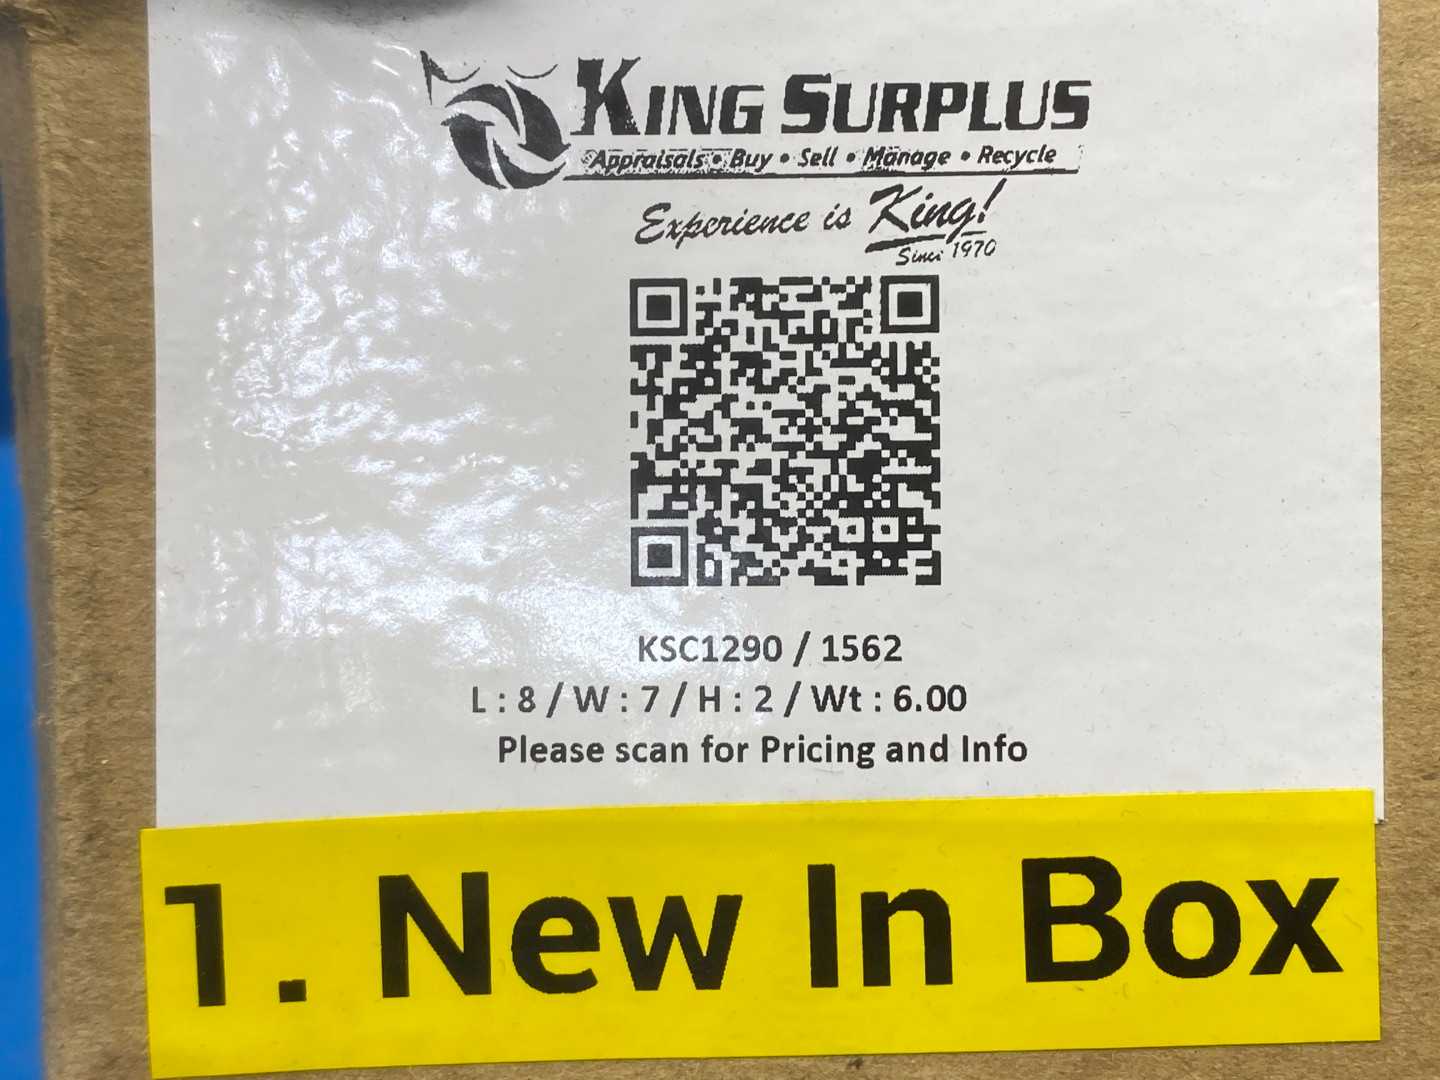 KING SURPLUS
Appraisals • Buy • Sell • Manage • Recycle
Experience is King!
Since 1970
KSC1290 / 1562
L : 8 / W : 7 / H : 2 / Wt : 6.00
Please scan for Pricing and Info
1. New In Box